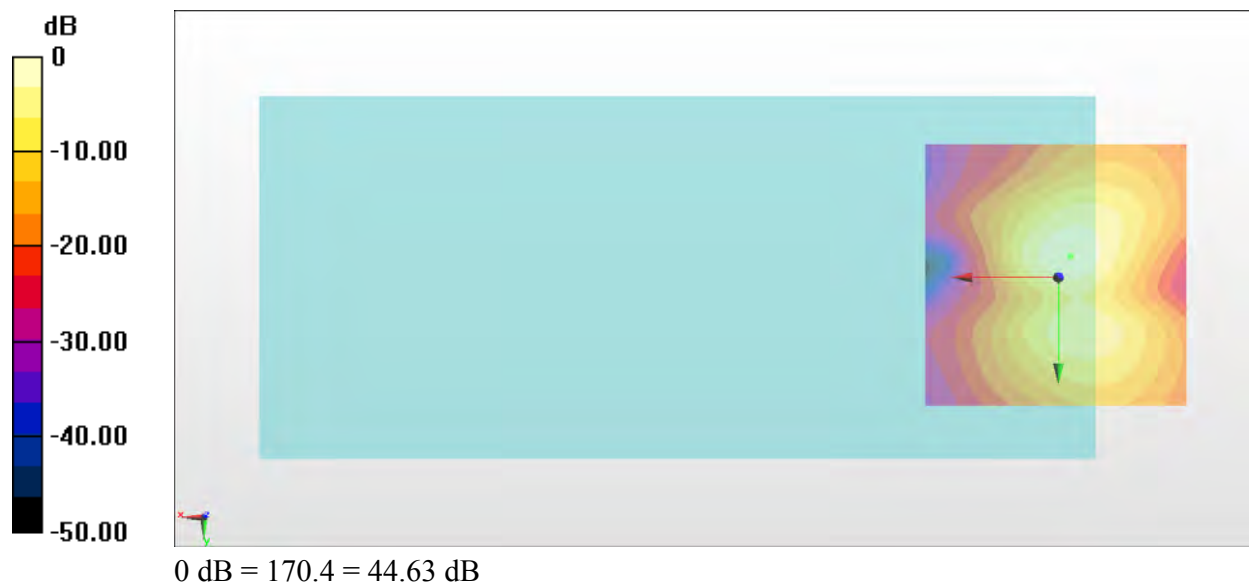 dB
0
-10.00
-20.00
-30.00
-40.00
-50.00
x
z
y
0 dB = 170.4 = 44.63 dB